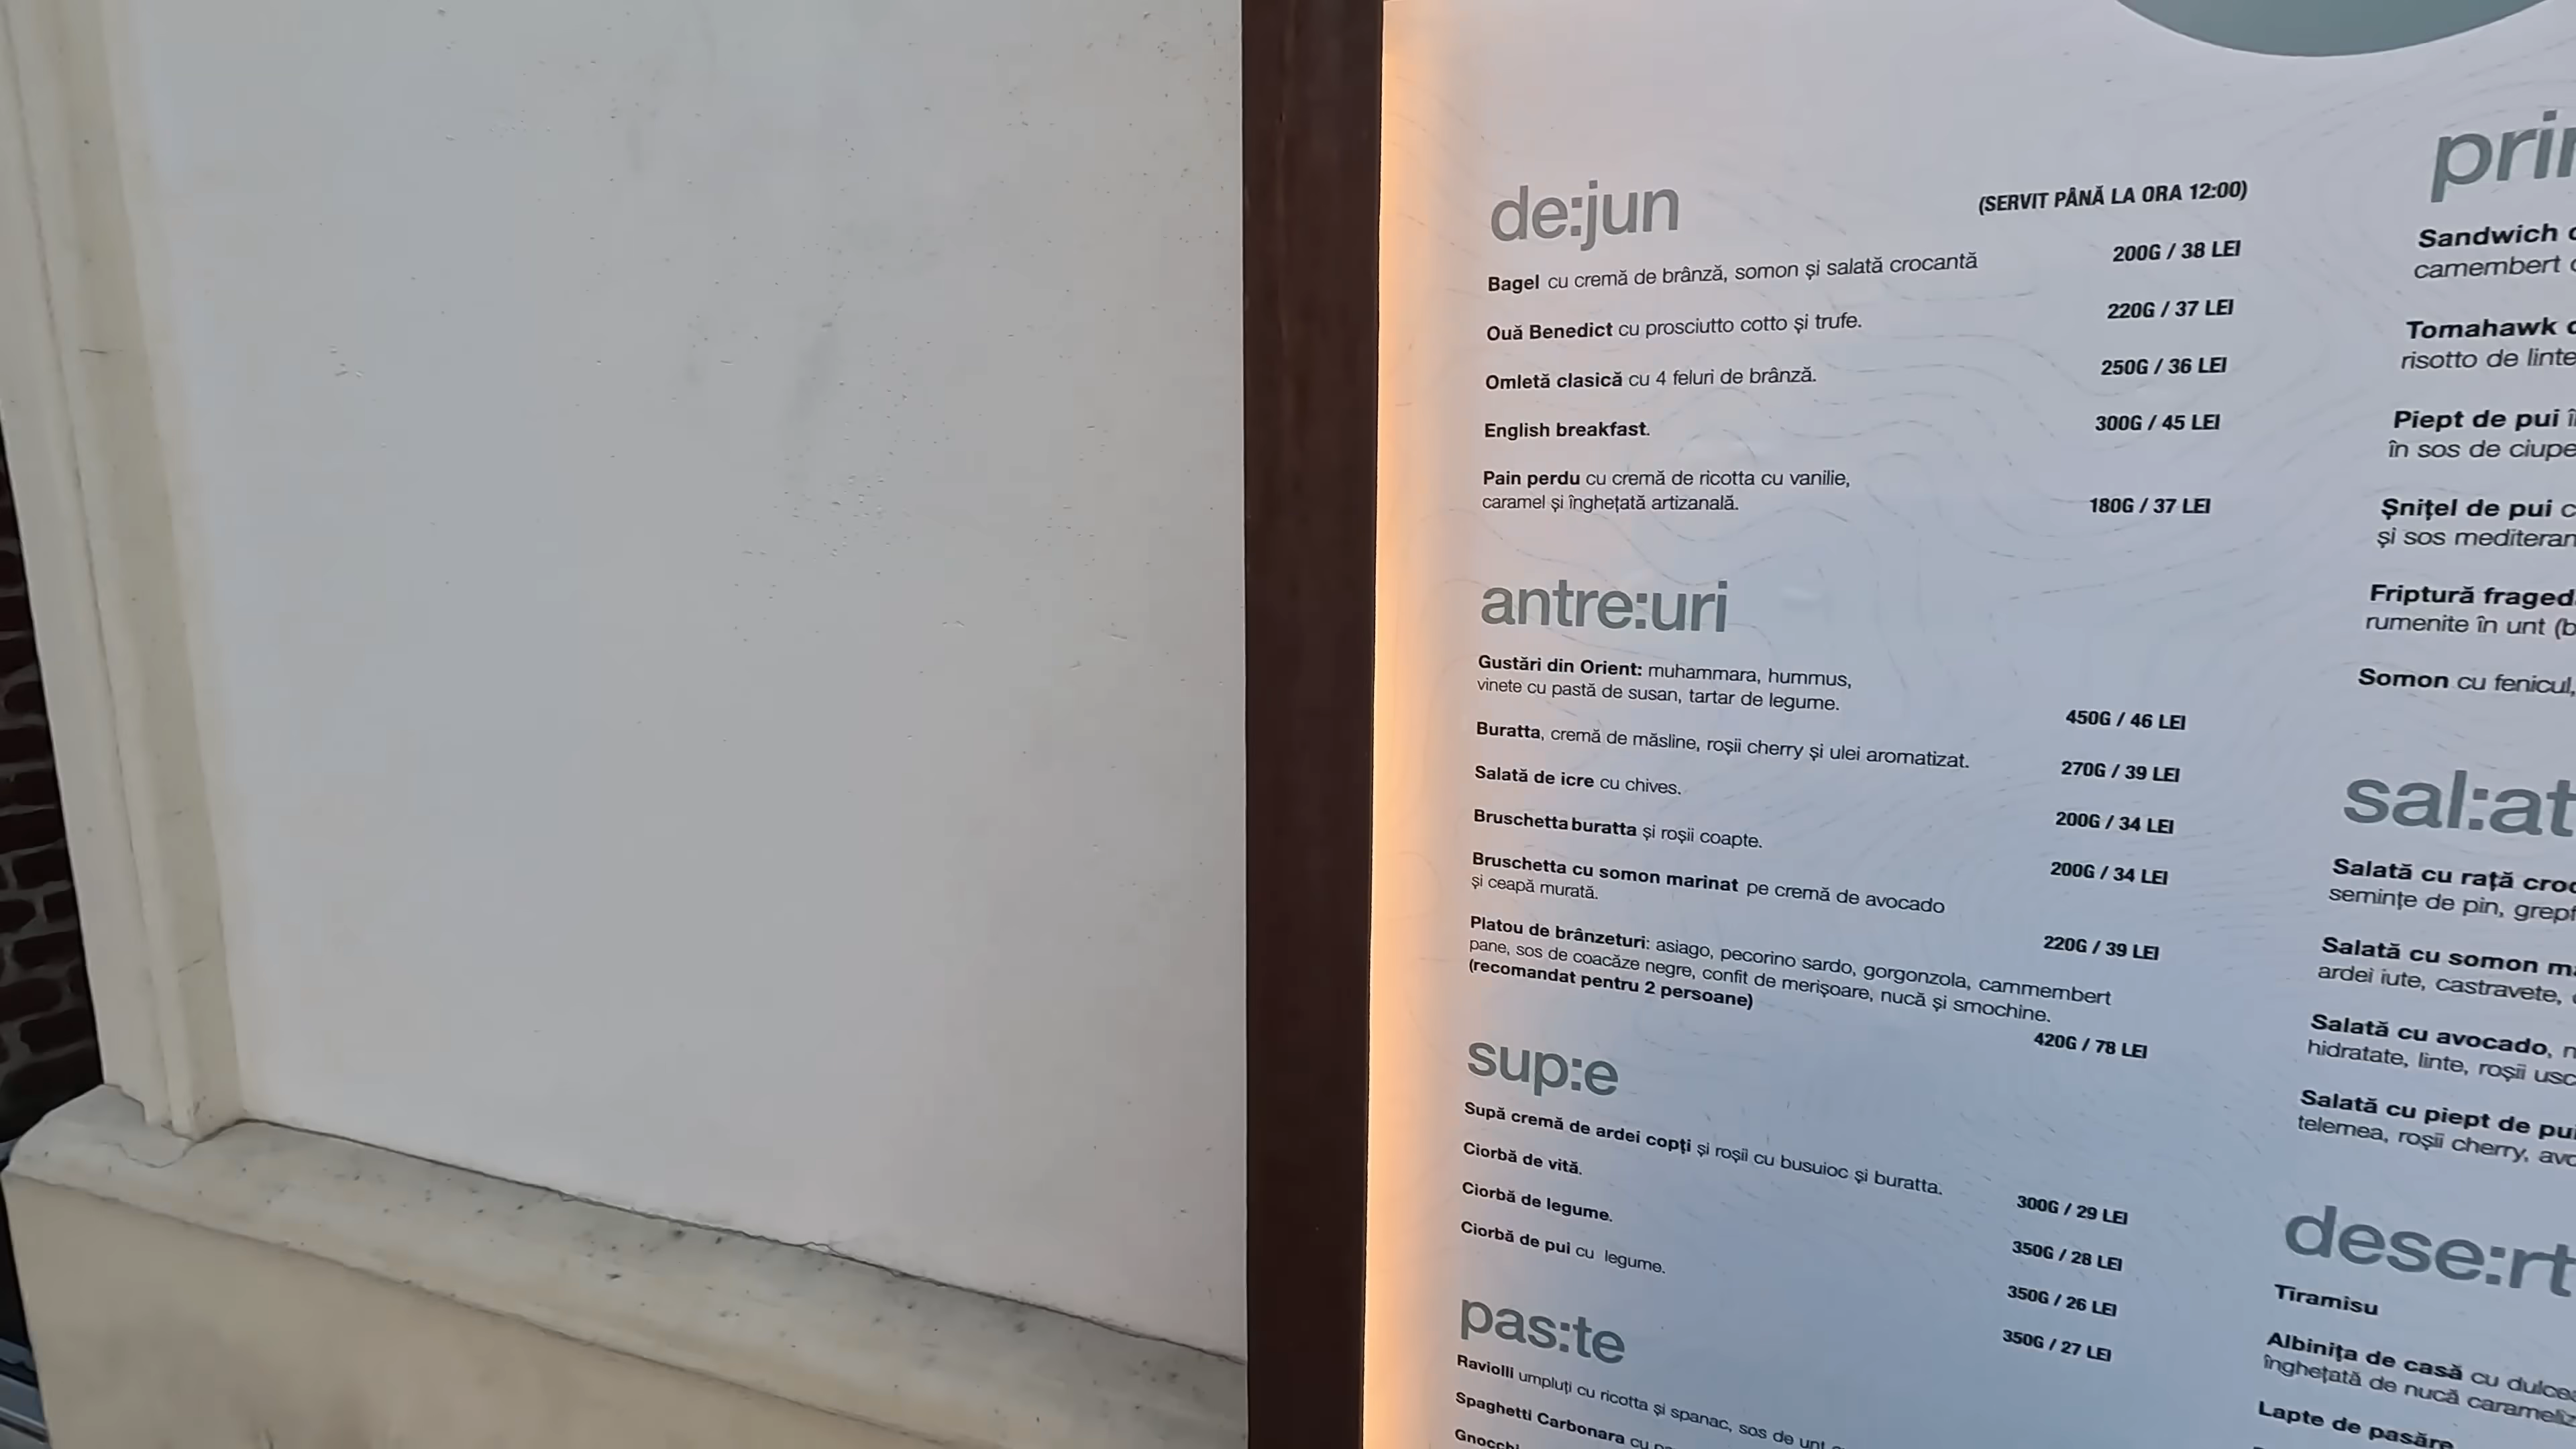 de:jun
(SERVIT PÂNĂ LA ORA 12:00)
Bagel cu cremă de brânză, somon și salată crocantă
200G / 38 LEI
Ouă Benedict cu prosciutto cotto și trufe.
220G / 37 LEI
Omletă clasică cu 4 feluri de brânză.
250G / 36 LEI
English breakfast.
300G / 45 LEI
Pain perdu cu cremă de ricotta cu vanilie,
caramel și înghețată artizanală.
180G / 37 LEI
antre:uri
Gustări din Orient: muhammara, hummus,
vinete cu pastă de susan, tartar de legume.
450G / 46 LEI
Buratta, cremă de măsline, roșii cherry și ulei aromatizat.
270G / 39 LEI
Salată de icre cu chives.
200G / 34 LEI
Bruschetta buratta și roșii coapte.
200G / 34 LEI
Bruschetta cu somon marinat pe cremă de avocado
și ceapă murată.
220G / 39 LEI
Platou de brânzeturi: asiago, pecorino sardo, gorgonzola, cammembert
pane, sos de coacăze negre, confit de merișoare, nucă și smochine.
(recomandat pentru 2 persoane)
420G / 78 LEI
sup:e
Supă cremă de ardei copți și roșii cu busuioc și buratta.
300G / 29 LEI
Ciorbă de vită.
350G / 28 LEI
Ciorbă de legume.
350G / 26 LEI
Ciorbă de pui cu legume.
350G / 27 LEI
pas:te
Raviolli umpluți cu ricotta și spanac, sos de unt
Spaghetti Carbonara cu
Gnocchi
Sandwich
camembert
Tomahawk
risotto de linte
Piept de pui
în sos de
Șnițel de pui
și sos
Friptură
rumenite în unt
Somon cu fenicul,
sal:at
Salată cu rață
semințe de pin,
Salată cu somon
ardei iute, castravete,
Salată cu avocado,
hidratate, linte, roșii
Salată cu piept de pui
telemea, roșii cherry,
dese:rt
Tiramisu
Albinița de casă cu
înghețată de nucă
Lapte de pasăre